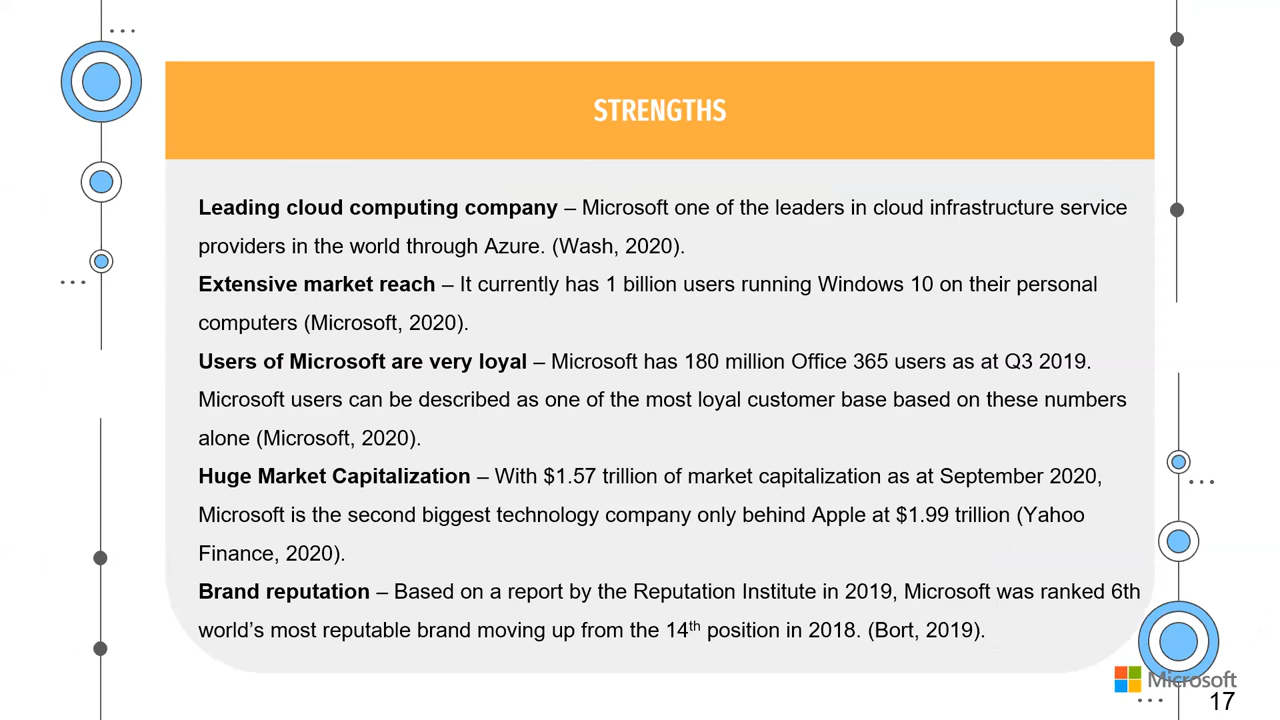 STRENGTHS
Leading cloud computing company – Microsoft one of the leaders in cloud infrastructure service
providers in the world through Azure. (Wash, 2020).
Extensive market reach – It currently has 1 billion users running Windows 10 on their personal
computers (Microsoft, 2020).
Users of Microsoft are very loyal – Microsoft has 180 million Office 365 users as at Q3 2019.
Microsoft users can be described as one of the most loyal customer base based on these numbers
alone (Microsoft, 2020).
Huge Market Capitalization – With $1.57 trillion of market capitalization as at September 2020,
Microsoft is the second biggest technology company only behind Apple at $1.99 trillion (Yahoo
Finance, 2020).
Brand reputation – Based on a report by the Reputation Institute in 2019, Microsoft was ranked 6th
world’s most reputable brand moving up from the 14th position in 2018. (Bort, 2019).
Microsoft
17